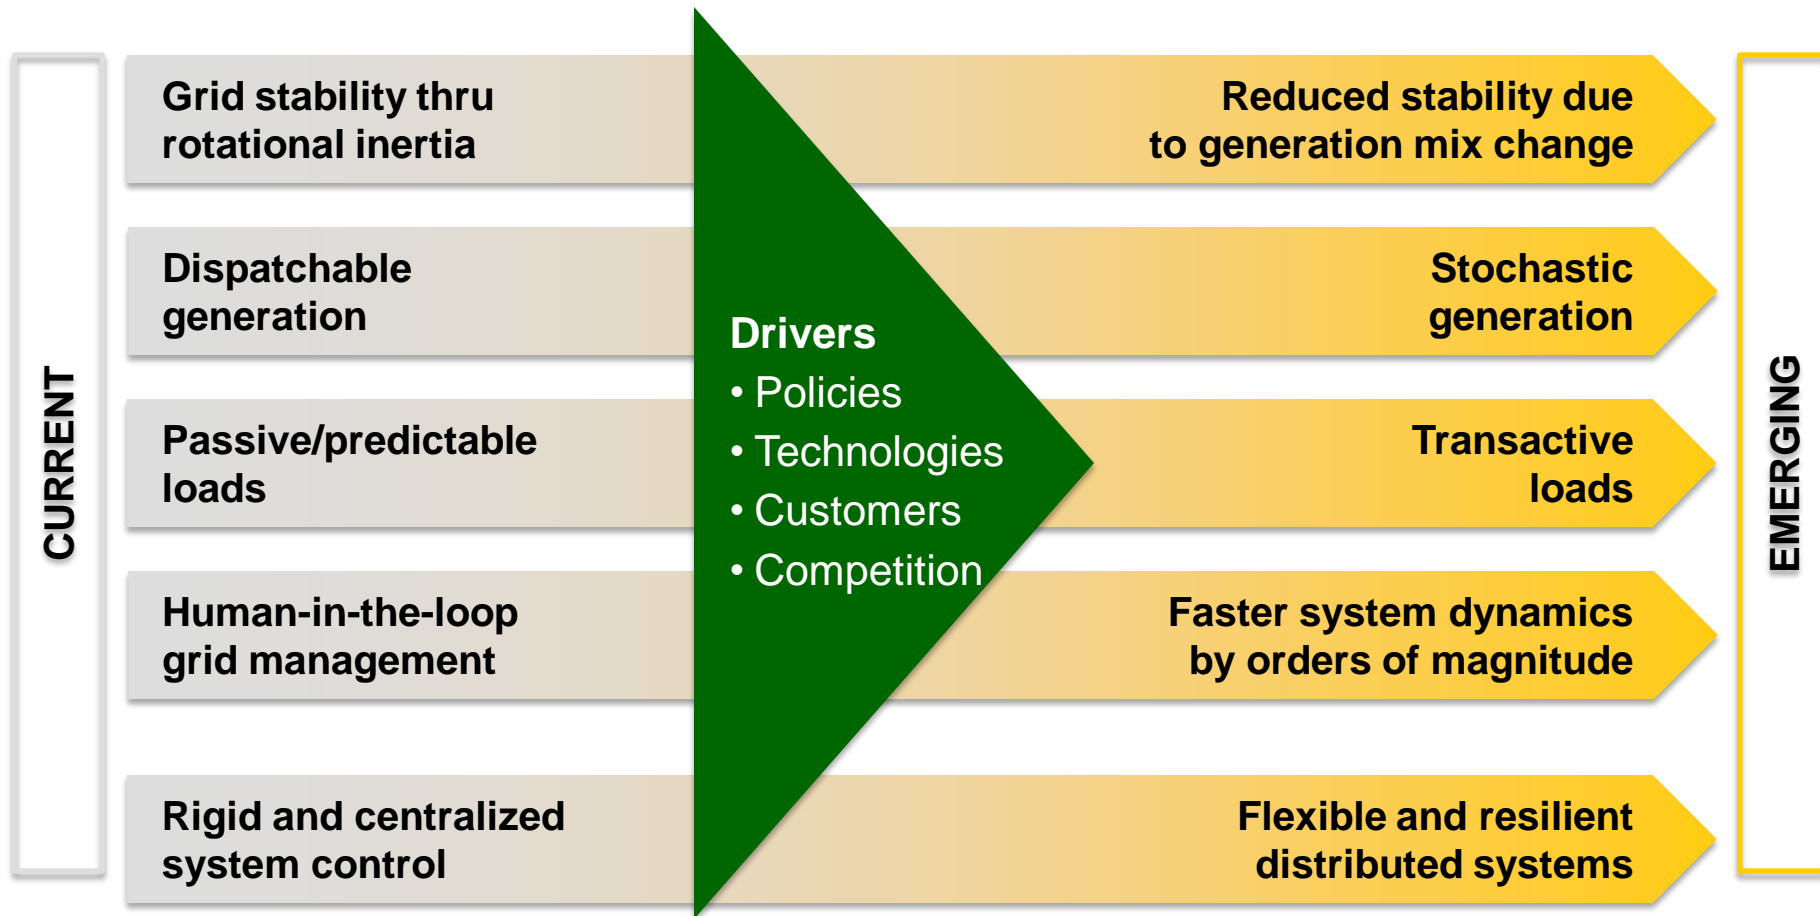 CURRENT
Grid stability thru
rotational inertia
Dispatchable
generation
Passive/predictable
loads
Human-in-the-loop
grid management
Rigid and centralized
system control
Drivers
• Policies
• Technologies
• Customers
• Competition
Reduced stability due
to generation mix change
Stochastic
generation
Transactive
loads
Faster system dynamics
by orders of magnitude
Flexible and resilient
distributed systems
EMERGING